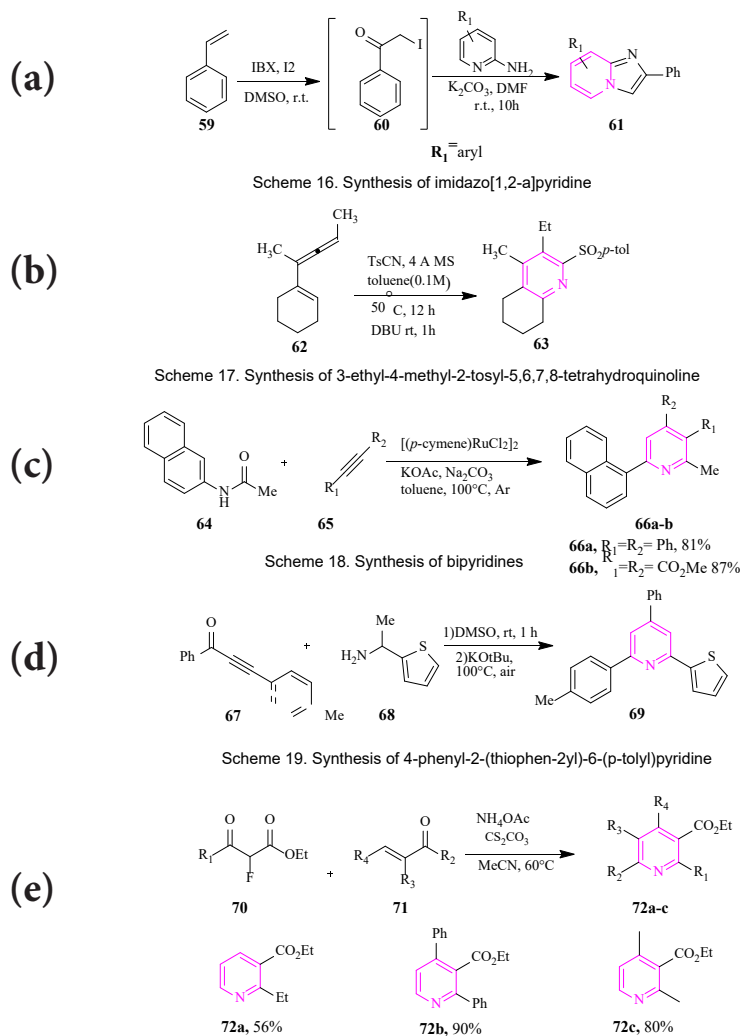 (a)
O
I
R1
N
NH2
IBX, I2
DMSO, r.t.
K2CO3, DMF
r.t., 10h
R1
N
N
Ph
59
60
61
R1=aryl
Scheme 16. Synthesis of imidazo[1,2-a]pyridine
(b)
CH3
H3C
TsCN, 4 A MS
toluene(0.1M)
50 °C, 12 h
DBU rt, 1h
Et
H3C
SO2p-tol
N
62
63
Scheme 17. Synthesis of 3-ethyl-4-methyl-2-tosyl-5,6,7,8-tetrahydroquinoline
(c)
O
N
H
Me
+
R2
R1
[(p-cymene)RuCl2]2
KOAc, Na2CO3
toluene, 100°C, Ar
R2
R1
N
Me
64
65
66a-b
66a, R1=R2= Ph, 81%
66b, R1=R2= CO2Me 87%
Scheme 18. Synthesis of bipyridines
(d)
O
Ph
Me
+
Me
H2N
S
1)DMSO, rt, 1 h
2)KOtBu,
100°C, air
Ph
N
S
Me
67
68
69
Scheme 19. Synthesis of 4-phenyl-2-(thiophen-2yl)-6-(p-tolyl)pyridine
(e)
O
O
R1
OEt
F
+
O
R4
R2
R3
NH4OAc
CS2CO3
MeCN, 60°C
R4
R3
CO2Et
R2
N
R1
70
71
72a-c
CO2Et
N
Et
Ph
CO2Et
N
Ph
CO2Et
N
72a, 56%
72b, 90%
72c, 80%